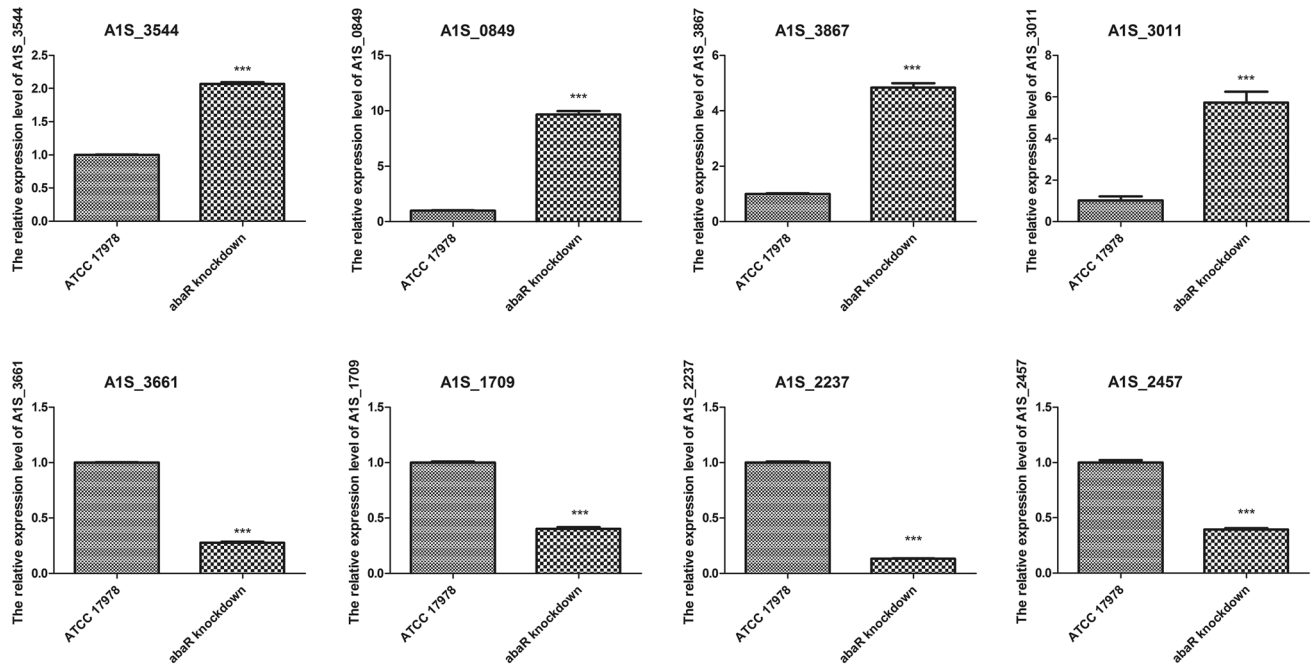 A1S_3544
The relative expression level of A1S_3544
2.5
2.0
1.5
1.0
0.5
0.0
***
ATCC 17978
abaR knockdown
A1S_0849
The relative expression level of A1S_0849
15
10
5
0
***
ATCC 17978
abaR knockdown
A1S_3867
The relative expression level of A1S_3867
6
4
2
0
***
ATCC 17978
abaR knockdown
A1S_3011
The relative expression level of A1S_3011
8
6
4
2
0
***
ATCC 17978
abaR knockdown
A1S_3661
The relative expression level of A1S_3661
1.5
1.0
0.5
0.0
***
ATCC 17978
abaR knockdown
A1S_1709
The relative expression level of A1S_1709
1.5
1.0
0.5
0.0
***
ATCC 17978
abaR knockdown
A1S_2237
The relative expression level of A1S_2237
1.5
1.0
0.5
0.0
***
ATCC 17978
abaR knockdown
A1S_2457
The relative expression level of A1S_2457
1.5
1.0
0.5
0.0
***
ATCC 17978
abaR knockdown